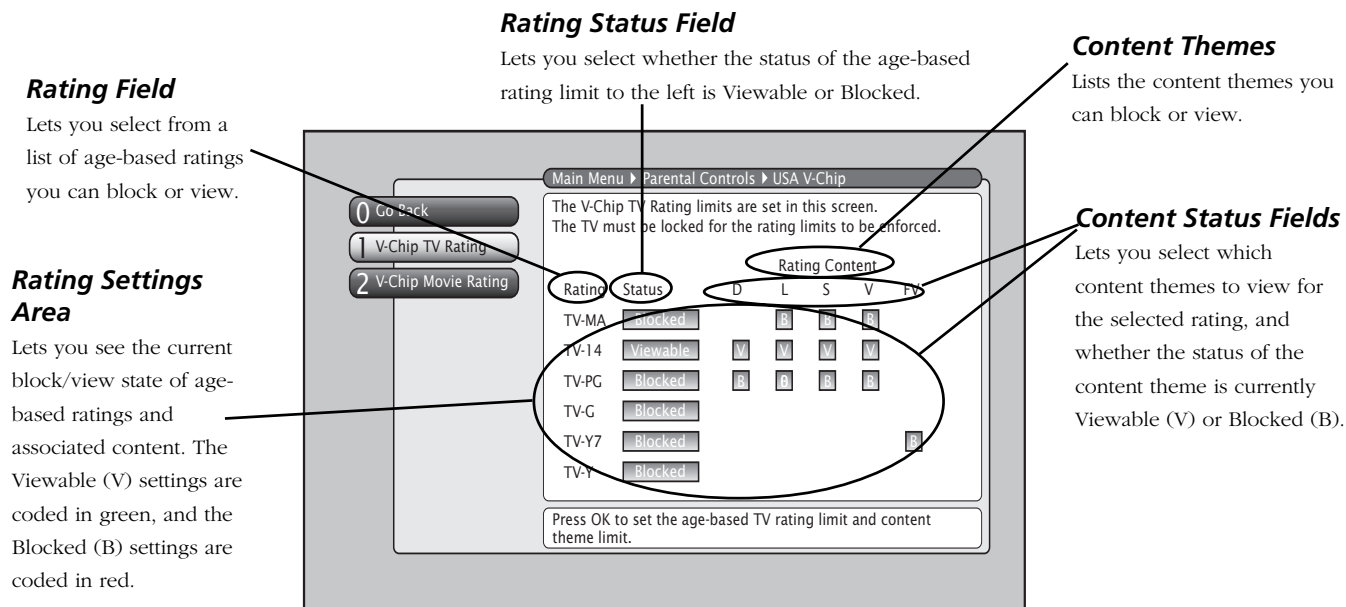 Rating Status Field
Lets you select whether the status of the age-based
rating limit to the left is Viewable or Blocked.
Content Themes
Lists the content themes you
can block or view.
Rating Field
Lets you select from a
list of age-based ratings
you can block or view.
Rating Settings
Area
Lets you see the current
block/view state of age-
based ratings and
associated content. The
Viewable (V) settings are
coded in green, and the
Blocked (B) settings are
coded in red.
Main Menu ▶ Parental Controls ▶ USA V-Chip
0 Go Back
1 V-Chip TV Rating
2 V-Chip Movie Rating
The V-Chip TV Rating limits are set in this screen.
The TV must be locked for the rating limits to be enforced.
Rating Content
Rating Status D L S V FV
TV-MA Blocked B B B
TV-14 Viewable V V V V
TV-PG Blocked B B B B
TV-G Blocked
TV-Y7 Blocked B
TV-Y Blocked
Press OK to set the age-based TV rating limit and content
theme limit.
Content Status Fields
Lets you select which
content themes to view for
the selected rating, and
whether the status of the
content theme is currently
Viewable (V) or Blocked (B).